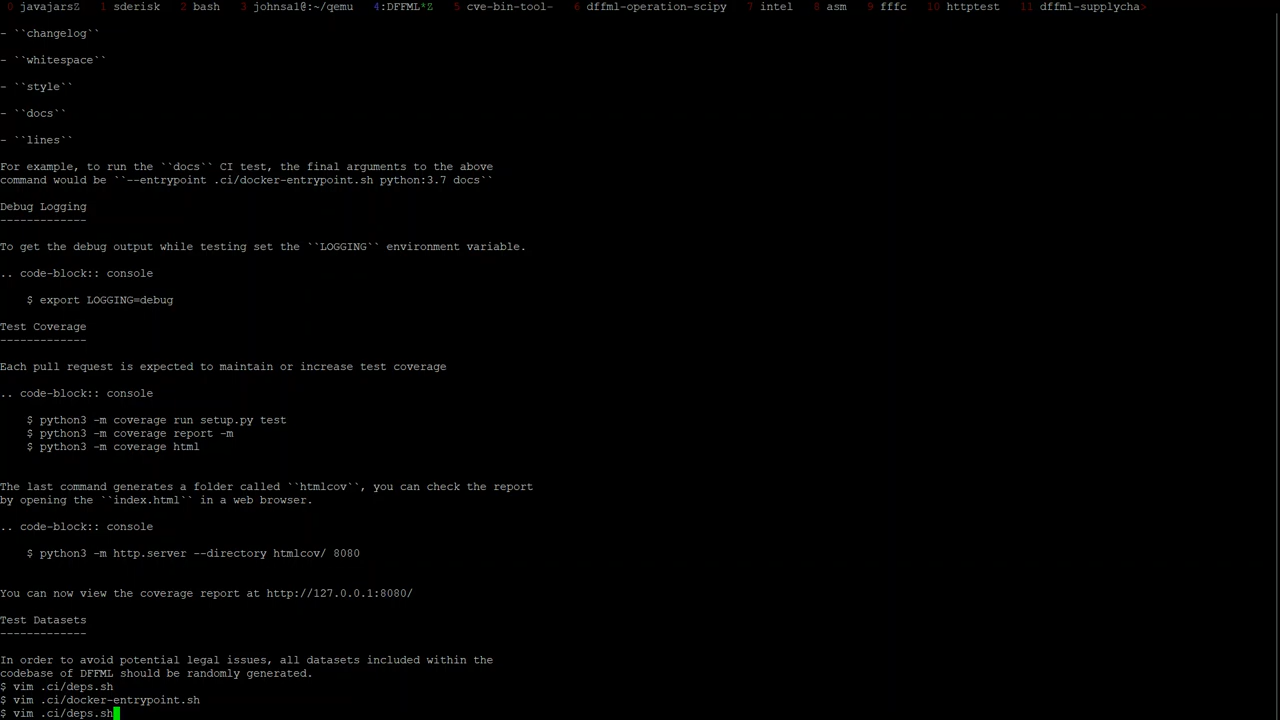 0 javajarsZ 1 sderisk 2 bash 3 johnsa1@:~/qemu 4:DFFML*Z 5 cve-bin-tool- 6 dffml-operation-scipy 7 intel 8 asm 9 fffc 10 httptest 11 dffml-supplycha>
- ``changelog``
- ``whitespace``
- ``style``
- ``docs``
- ``lines``
For example, to run the ``docs`` CI test, the final arguments to the above
command would be ``--entrypoint .ci/docker-entrypoint.sh python:3.7 docs``
Debug Logging
-------------
To get the debug output while testing set the ``LOGGING`` environment variable.
.. code-block:: console
$ export LOGGING=debug
Test Coverage
-------------
Each pull request is expected to maintain or increase test coverage
.. code-block:: console
$ python3 -m coverage run setup.py test
$ python3 -m coverage report -m
$ python3 -m coverage html
The last command generates a folder called ``htmlcov``, you can check the report
by opening the ``index.html`` in a web browser.
.. code-block:: console
$ python3 -m http.server --directory htmlcov/ 8080
You can now view the coverage report at http://127.0.0.1:8080/
Test Datasets
-------------
In order to avoid potential legal issues, all datasets included within the
codebase of DFFML should be randomly generated.
$ vim .ci/deps.sh
$ vim .ci/docker-entrypoint.sh
$ vim .ci/deps.sh